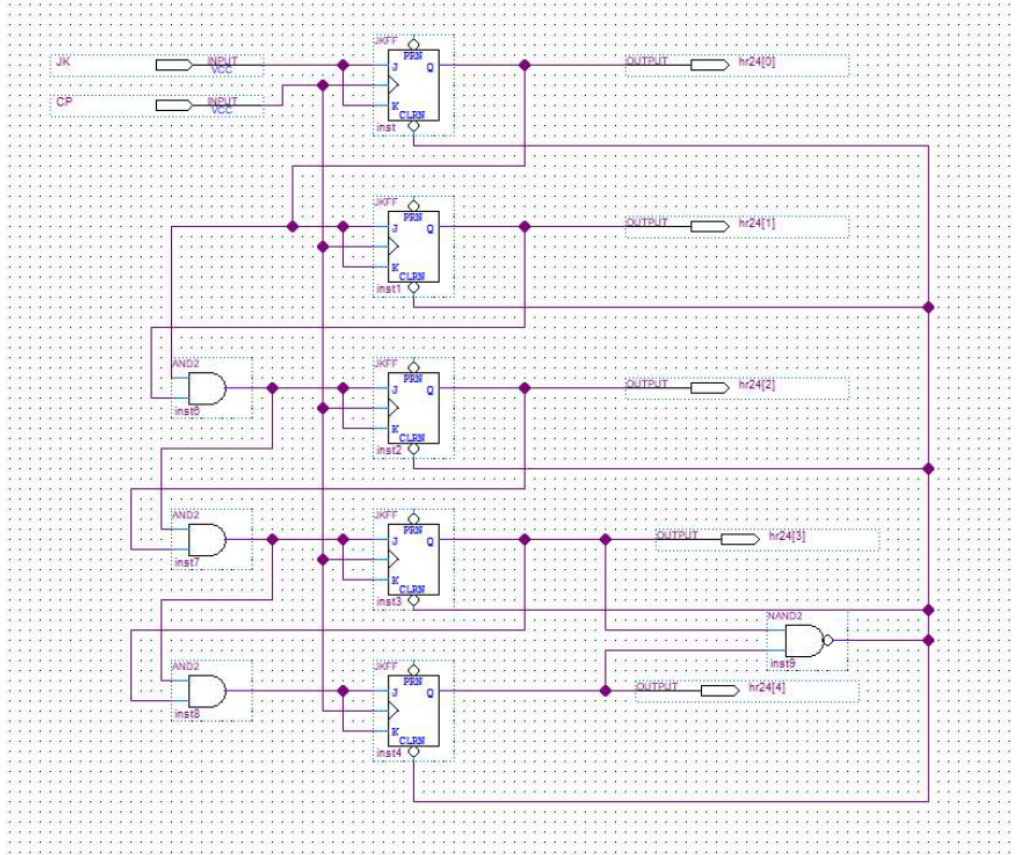 JKFF
JK INPUT VCC PRN J Q OUTPUT hr24[0]
CP INPUT VCC K CLRN
inst
JKFF
PRN J Q OUTPUT hr24[1]
K CLRN
inst1
AND2 JKFF
PRN J Q OUTPUT hr24[2]
inst6 K CLRN
inst2
AND2 JKFF
PRN J Q OUTPUT hr24[3]
inst7 K CLRN
inst3
NAND2
inst9
AND2 JKFF
PRN J Q OUTPUT hr24[4]
inst8 K CLRN
inst4